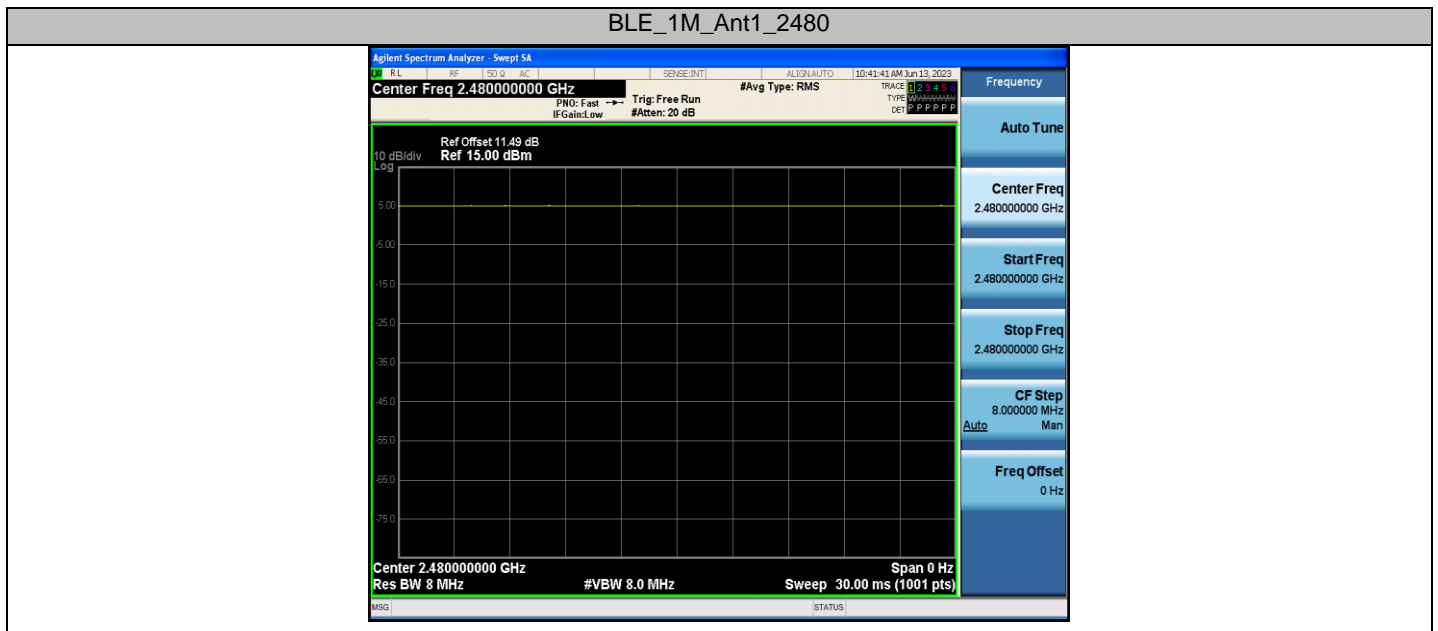 BLE_1M_Ant1_2480
Agilent Spectrum Analyzer - Swept SA
RL RF 50 Ω AC SENSE:INT ALIGN AUTO 10:41:41 AM Jun 13, 2023
Center Freq 2.480000000 GHz
PNO: Fast
IFGain:Low
Trig: Free Run
#Atten: 20 dB
#Avg Type: RMS
TRACE 1 2 3 4 5 6
TYPE
DET P P P P P P
Ref Offset 11.49 dB
10 dB/div Ref 15.00 dBm
Log
5.00
-5.00
-15.0
-25.0
-35.0
-45.0
-55.0
-65.0
-75.0
Center 2.480000000 GHz Span 0 Hz
Res BW 8 MHz #VBW 8.0 MHz Sweep 30.00 ms (1001 pts)
MSG STATUS
Frequency
Auto Tune
Center Freq
2.480000000 GHz
Start Freq
2.480000000 GHz
Stop Freq
2.480000000 GHz
CF Step
8.000000 MHz
Auto Man
Freq Offset
0 Hz